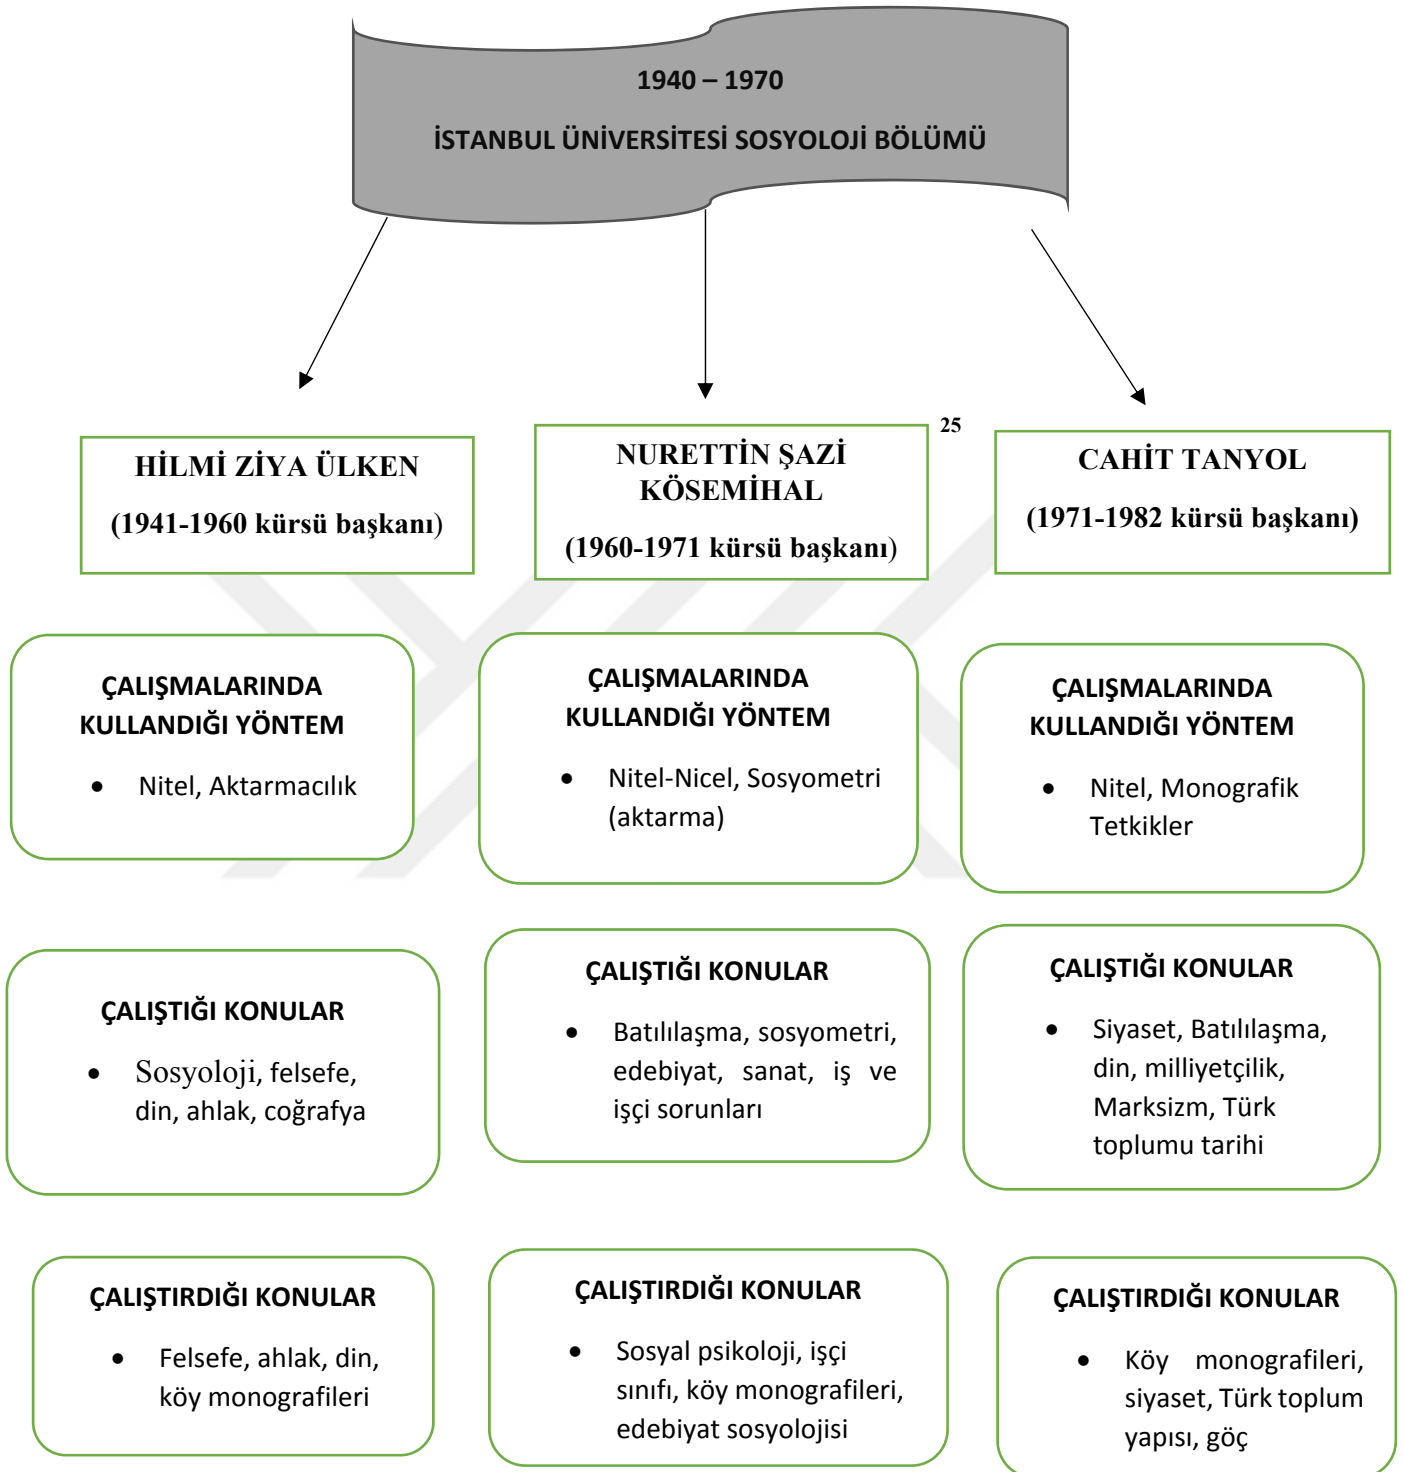 1940 – 1970
İSTANBUL ÜNİVERSİTESİ SOSYOLOJİ BÖLÜMÜ
HİLMİ ZİYA ÜLKEN
(1941-1960 kürsü başkanı)
NURETTİN ŞAZİ
KÖSEMİHAL
(1960-1971 kürsü başkanı)
25
CAHİT TANYOL
(1971-1982 kürsü başkanı)
ÇALIŞMALARINDA
KULLANDIĞI YÖNTEM
• Nitel, Aktarmacılık
ÇALIŞMALARINDA
KULLANDIĞI YÖNTEM
• Nitel-Nicel, Sosyometri
(aktarma)
ÇALIŞMALARINDA
KULLANDIĞI YÖNTEM
• Nitel, Monografik
Tetkikler
ÇALIŞTIĞI KONULAR
• Sosyoloji, felsefe,
din, ahlak, coğrafya
ÇALIŞTIĞI KONULAR
• Batılılaşma, sosyometri,
edebiyat, sanat, iş ve
işçi sorunları
ÇALIŞTIĞI KONULAR
• Siyaset, Batılılaşma,
din, milliyetçilik,
Marksizm, Türk
toplumu tarihi
ÇALIŞTIRDIĞI KONULAR
• Felsefe, ahlak, din,
köy monografileri
ÇALIŞTIRDIĞI KONULAR
• Sosyal psikoloji, işçi
sınıfı, köy monografileri,
edebiyat sosyolojisi
ÇALIŞTIRDIĞI KONULAR
• Köy monografileri,
siyaset, Türk toplum
yapısı, göç